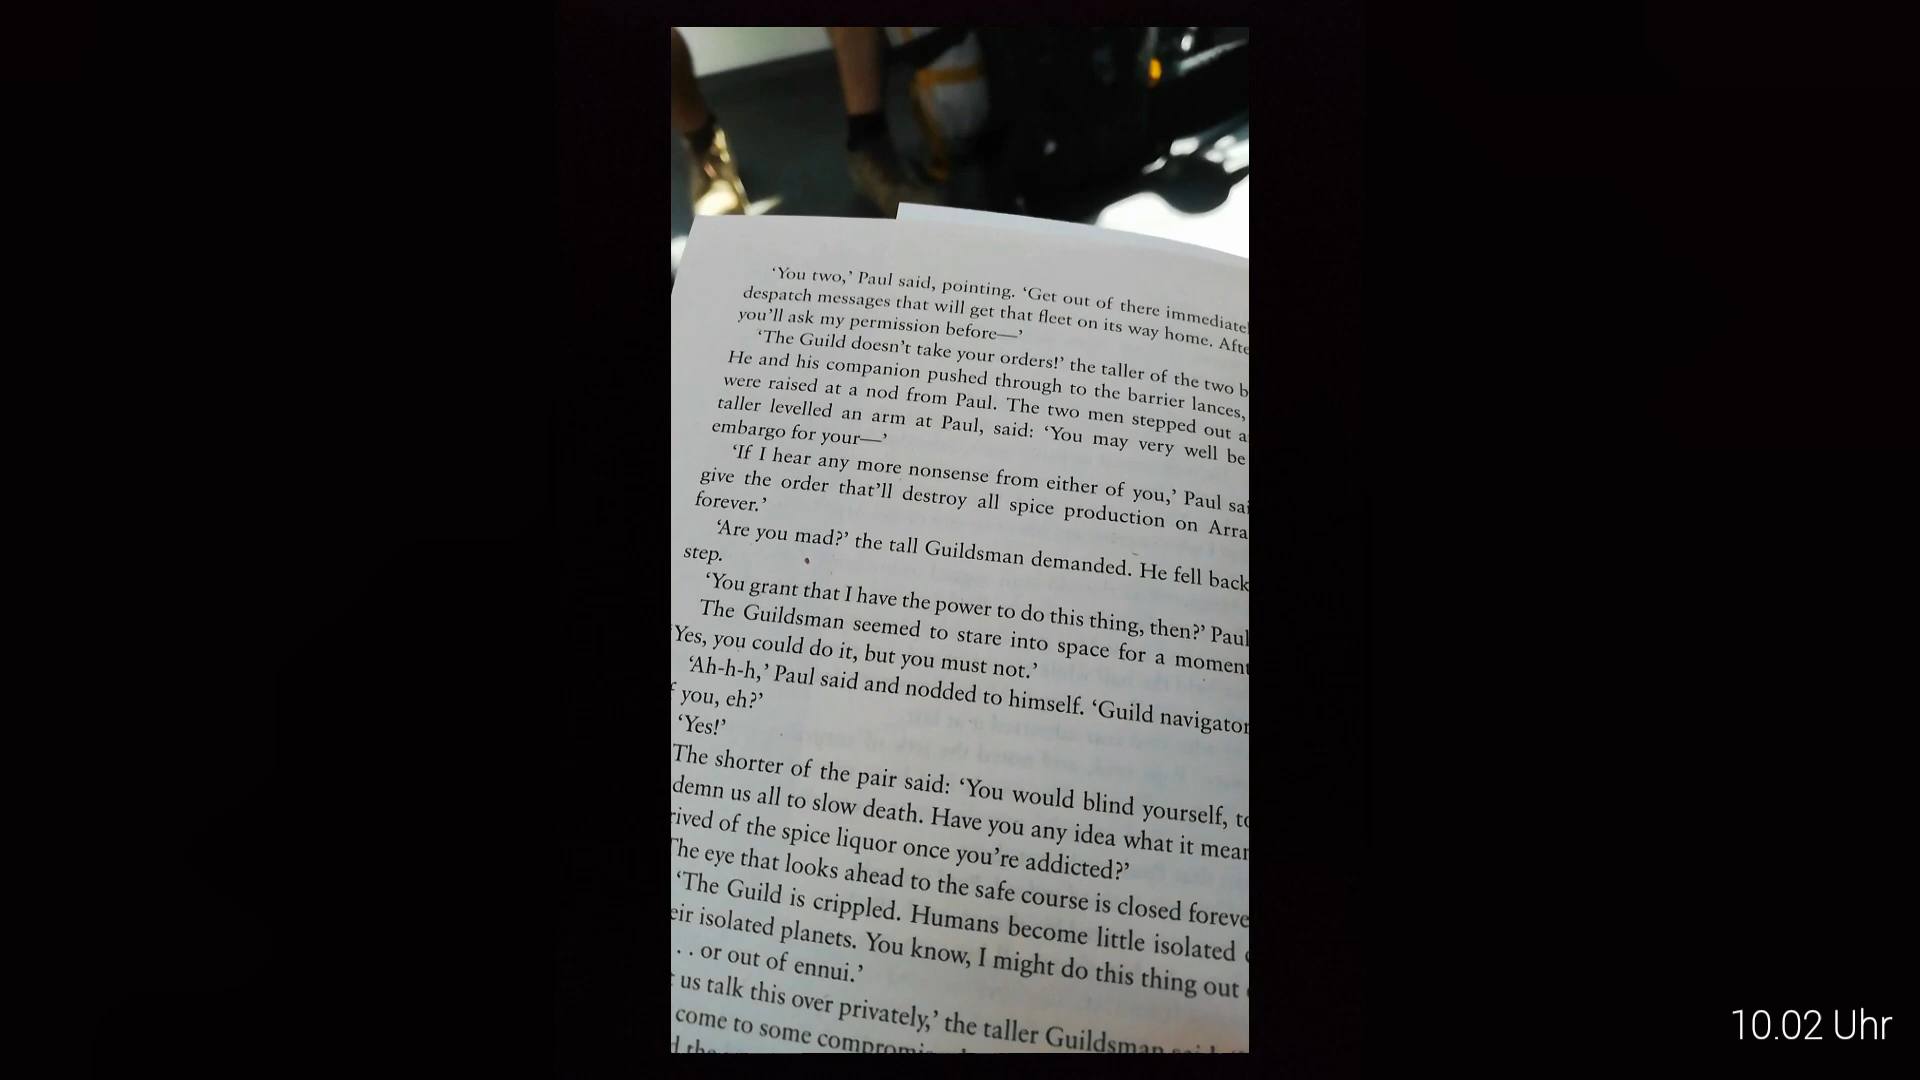 ‘You two,’ Paul said, pointing. ‘Get out of there
despatch messages that will get that fleet on its way home.
you’ll ask my permission before—’
‘The Guild doesn’t take your orders!’ the taller of the two
He and his companion pushed through to the barrier lances,
were raised at a nod from Paul. The two men stepped out
taller levelled an arm at Paul, said: ‘You may very well be
embargo for your—’
‘If I hear any more nonsense from either of you,’ Paul
give the order that’ll destroy all spice production on
forever.’
‘Are you mad?’ the tall Guildsman demanded. He fell back
step.
‘You grant that I have the power to do this thing, then?’ Paul
The Guildsman seemed to stare into space for a moment
‘Yes, you could do it, but you must not.’
‘Ah-h-h,’ Paul said and nodded to himself. ‘Guild
you, eh?’
‘Yes!’
The shorter of the pair said: ‘You would blind yourself,
demn us all to slow death. Have you any idea what it
rived of the spice liquor once you’re addicted?’
The eye that looks ahead to the safe course is closed
‘The Guild is crippled. Humans become little isolated
eir isolated planets. You know, I might do this thing out
. . or out of ennui.’
us talk this over privately,’ the taller Guildsman
come to some
10.02 Uhr